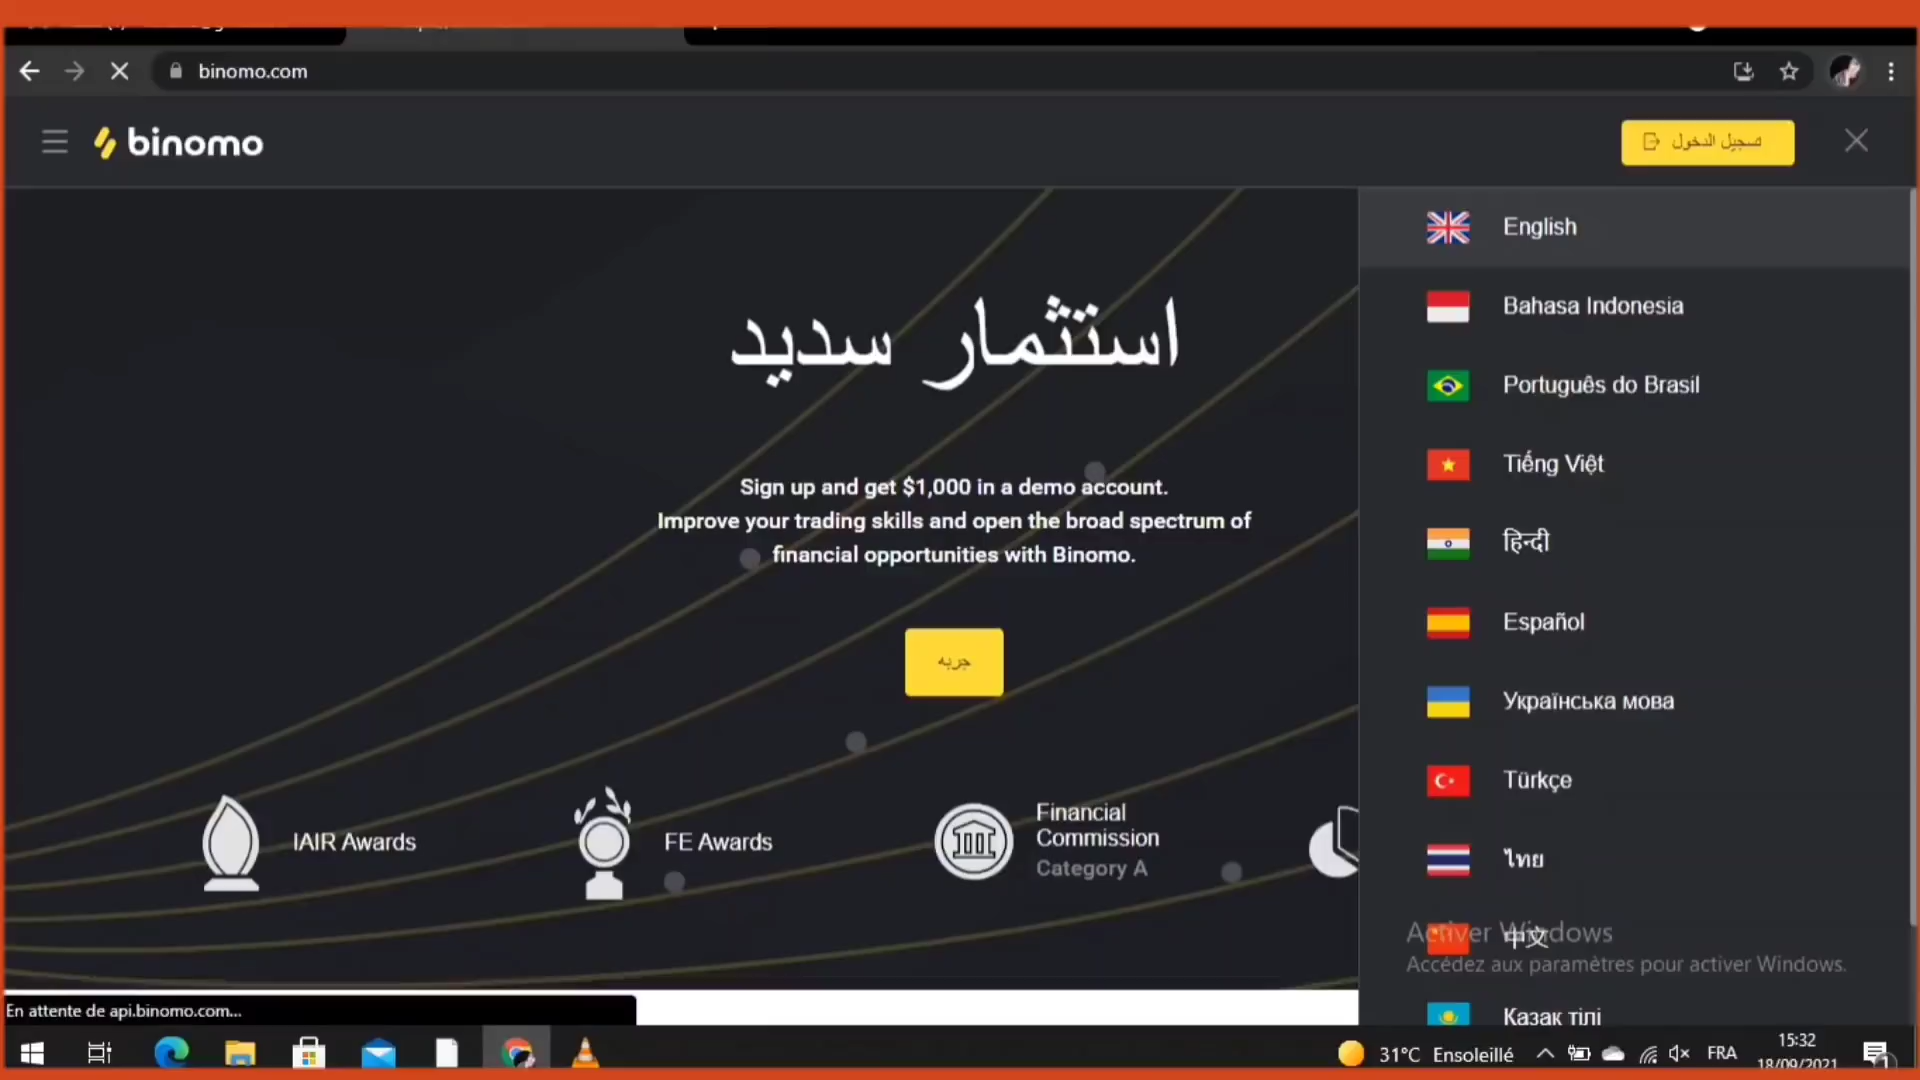 binomo.com
binomo
تسجيل الدخول
استثمار سديد
Sign up and get $1,000 in a demo account.
Improve your trading skills and open the broad spectrum of
financial opportunities with Binomo.
جربه
IAIR Awards
FE Awards
Financial
Commission
Category A
English
Bahasa Indonesia
Português do Brasil
Tiếng Việt
हिन्दी
Español
Українська мова
Türkçe
ไทย
中文
Қазақ тілі
Activer Windows
Accédez aux paramètres pour activer Windows.
En attente de api.binomo.com...
31°C Ensoleillé
FRA
15:32
18/09/2021
1